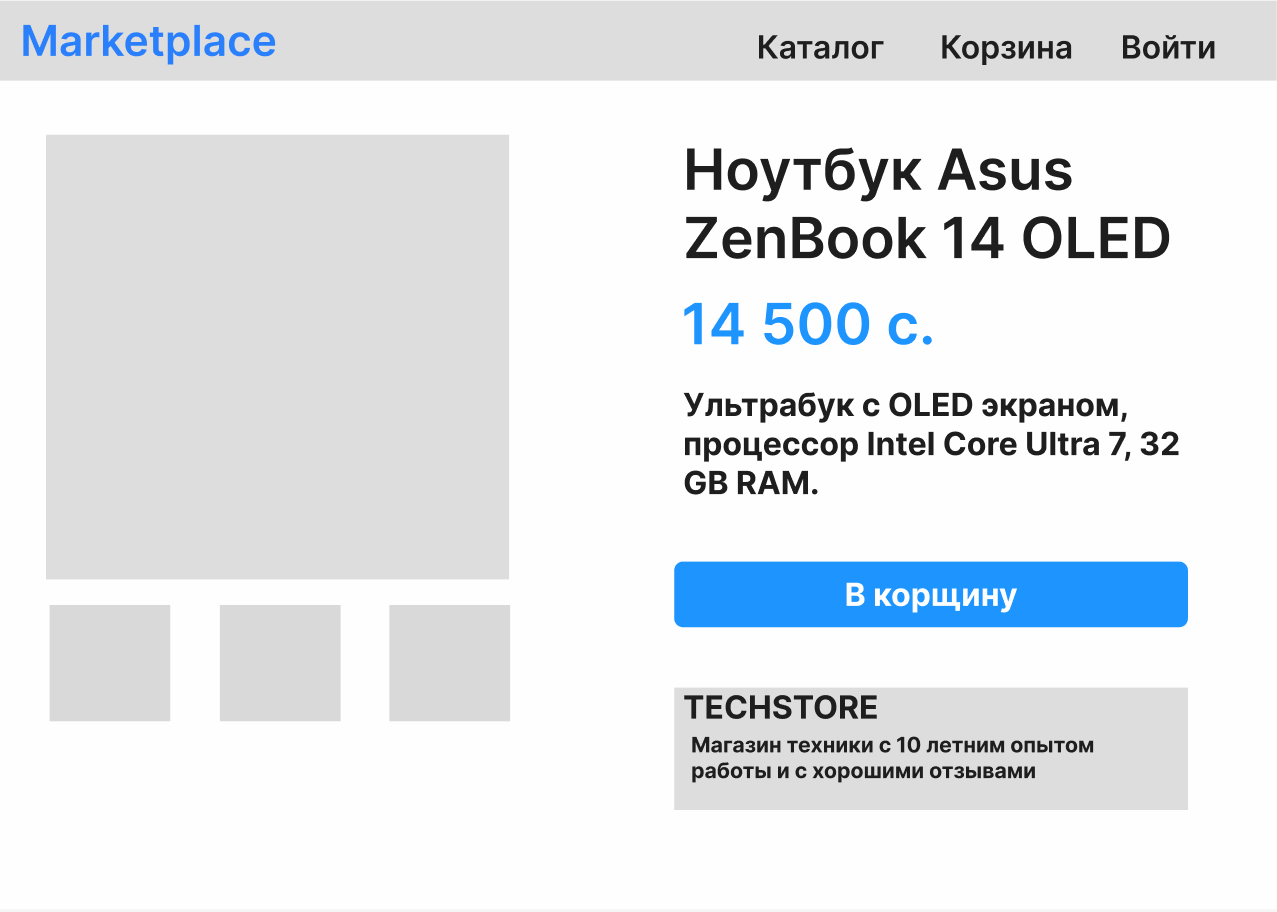 Marketplace
Каталог
Корзина
Войти
Ноутбук Asus
ZenBook 14 OLED
14 500 с.
Ультрабук с OLED экраном,
процессор Intel Core Ultra 7, 32
GB RAM.
В корщину
TECHSTORE
Магазин техники с 10 летним опытом
работы и с хорошими отзывами